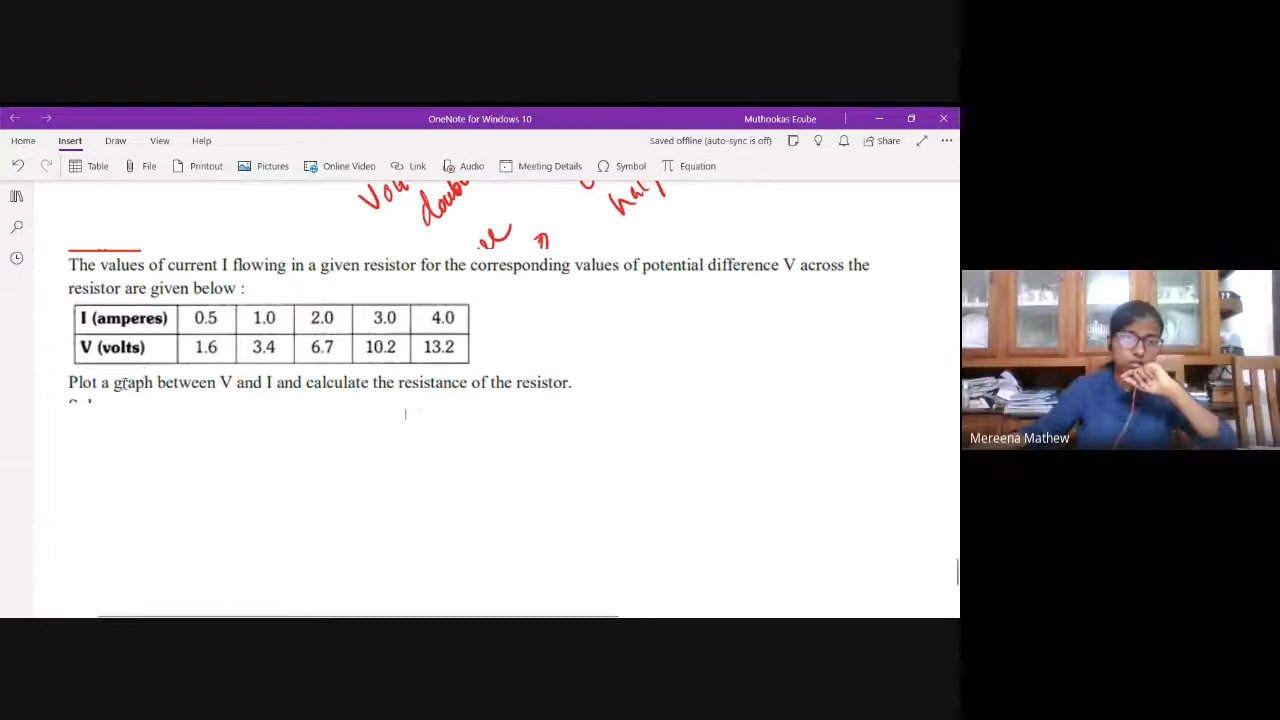 OneNote for Windows 10
Muthookas Ecube
Home Insert Draw View Help
Saved offline (auto-sync is off) Share
Table File Printout Pictures Online Video Link Audio Meeting Details Symbol Equation
The values of current I flowing in a given resistor for the corresponding values of potential difference V across the
resistor are given below :
I (amperes) 0.5 1.0 2.0 3.0 4.0
V (volts) 1.6 3.4 6.7 10.2 13.2
Plot a graph between V and I and calculate the resistance of the resistor.
Mereena Mathew